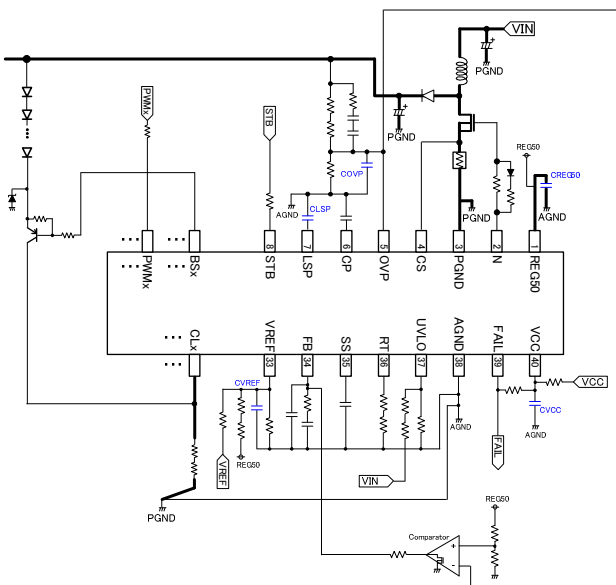 VIN
PGND
PWMx
STB
PGND
REG50
COVP
CREG50
CLSP
AGND
PGND
AGND
8 7 6 5 4 3 2 1
PWMx BSx STB LSP CP OVP CS PGND N REG50
CLx VREF FB SS RT UVLO AGND FAIL VCC
33 34 35 36 37 38 39 40
CVREF
VCC
CVCC
AGND
AGND
VREF
REG50
VIN
FAIL
REG50
PGND
Comparator
+
-